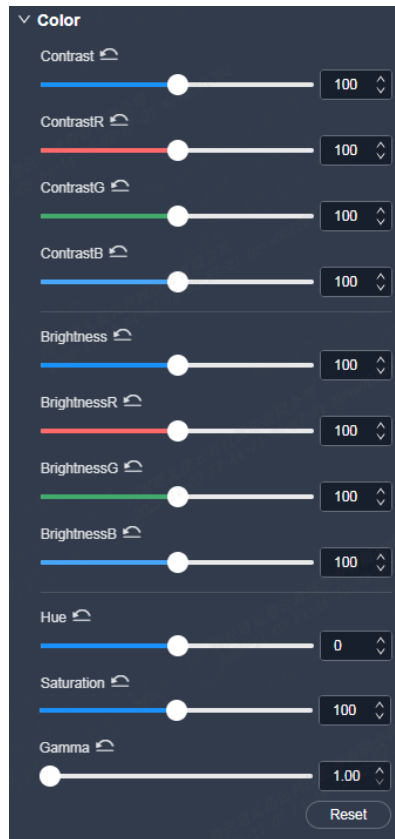 Color
Contrast
100
ContrastR
100
ContrastG
100
ContrastB
100
Brightness
100
BrightnessR
100
BrightnessG
100
BrightnessB
100
Hue
0
Saturation
100
Gamma
1.00
Reset